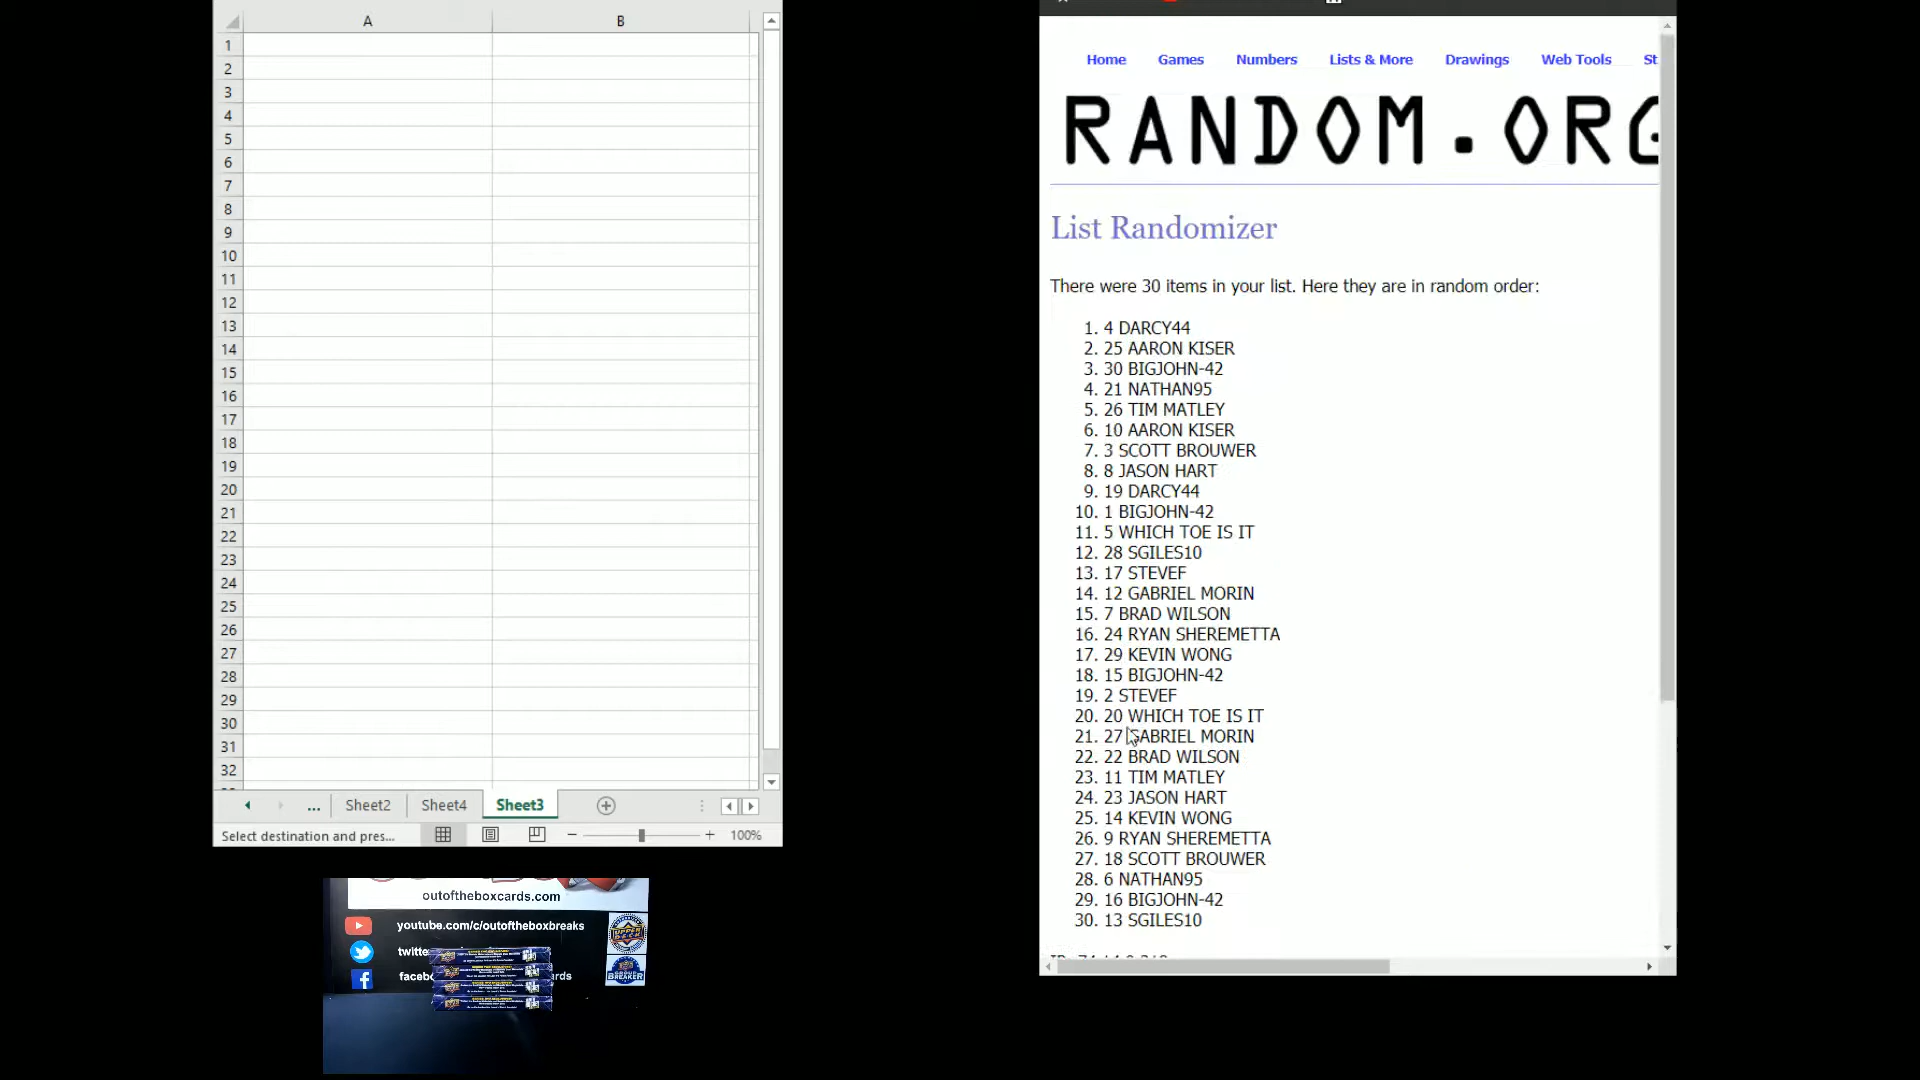 A B
1
2
3
4
5
6
7
8
9
10
11
12
13
14
15
16
17
18
19
20
21
22
23
24
25
26
27
28
29
30
31
32
... Sheet2 Sheet4 Sheet3
Select destination and pres... 100%
outoftheboxcards.com
youtube.com/c/outoftheboxbreaks
UPPER DECK
Home Games Numbers Lists & More Drawings Web Tools St
RANDOM.ORG
List Randomizer
There were 30 items in your list. Here they are in random order:
1. 4 DARCY44
2. 25 AARON KISER
3. 30 BIGJOHN-42
4. 21 NATHAN95
5. 26 TIM MATLEY
6. 10 AARON KISER
7. 3 SCOTT BROUWER
8. 8 JASON HART
9. 19 DARCY44
10. 1 BIGJOHN-42
11. 5 WHICH TOE IS IT
12. 28 SGILES10
13. 17 STEVEF
14. 12 GABRIEL MORIN
15. 7 BRAD WILSON
16. 24 RYAN SHEREMETTA
17. 29 KEVIN WONG
18. 15 BIGJOHN-42
19. 2 STEVEF
20. 20 WHICH TOE IS IT
21. 27 GABRIEL MORIN
22. 22 BRAD WILSON
23. 11 TIM MATLEY
24. 23 JASON HART
25. 14 KEVIN WONG
26. 9 RYAN SHEREMETTA
27. 18 SCOTT BROUWER
28. 6 NATHAN95
29. 16 BIGJOHN-42
30. 13 SGILES10